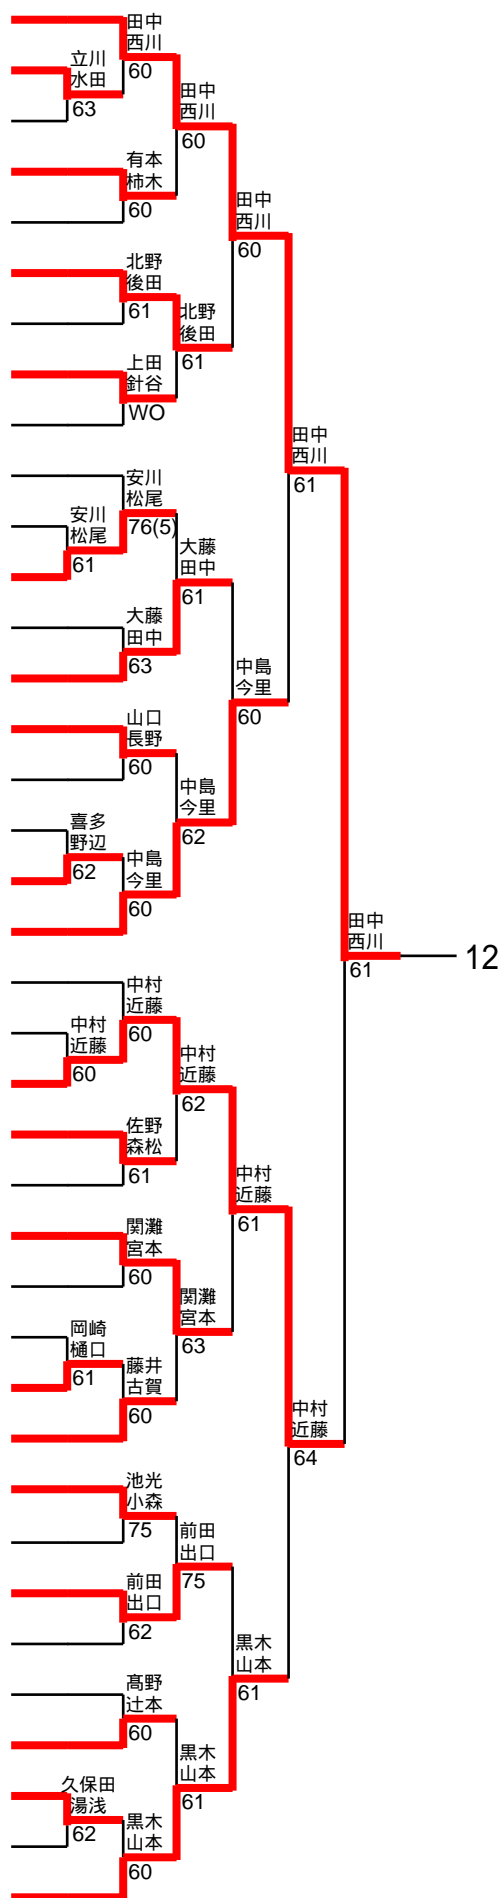 田中
西川
60
立川
水田
63
田中
西川
60
有本
柿木
60
田中
西川
60
北野
後田
61
北野
後田
61
上田
針谷
WO
田中
西川
61
安川
松尾
76(5)
安川
松尾
61
大藤
田中
61
大藤
田中
63
中島
今里
60
山口
長野
60
中島
今里
62
喜多
野辺
62
中島
今里
60
田中
西川
61
12
中村
近藤
60
中村
近藤
60
中村
近藤
62
佐野
森松
61
中村
近藤
61
関灘
宮本
60
関灘
宮本
63
岡崎
樋口
61
藤井
古賀
60
中村
近藤
64
池光
小森
75
前田
出口
75
前田
出口
62
黒木
山本
61
髙野
辻本
60
黒木
山本
61
久保田
湯浅
62
黒木
山本
60